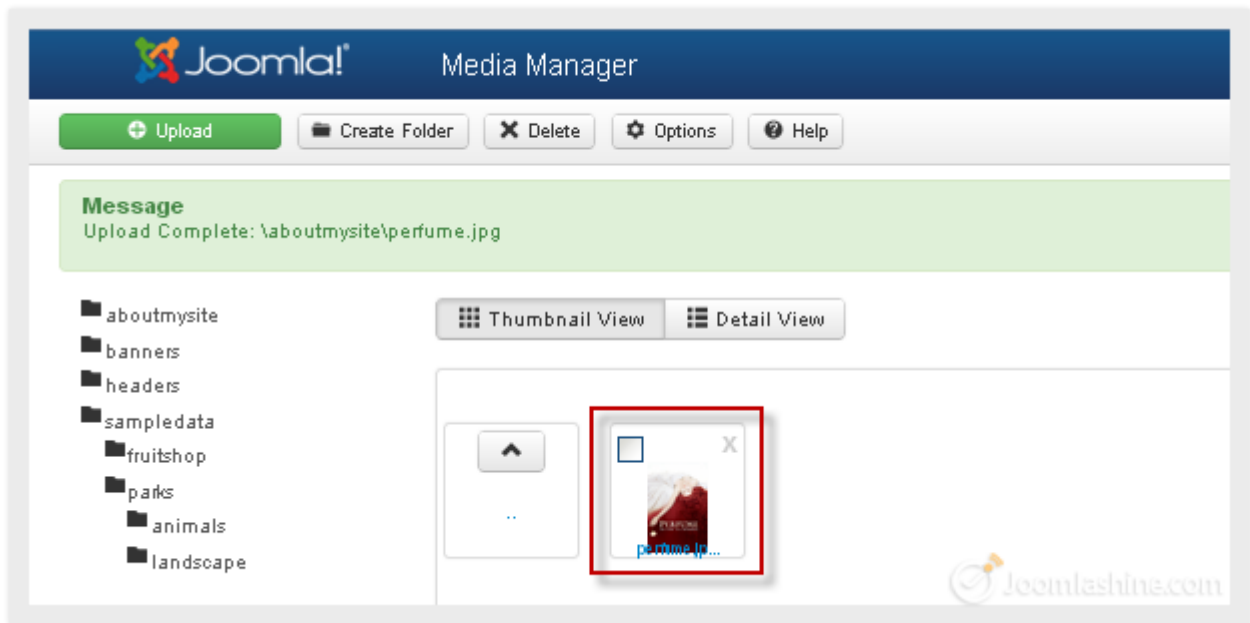 Joomla!® Media Manager
Upload Create Folder Delete Options Help
Message
Upload Complete: \aboutmysite\perfume.jpg
aboutmysite
banners
headers
sampledata
fruitshop
parks
animals
landscape
Thumbnail View Detail View
X
..
PERFUME
perfume.jp...
Joomlashine.com